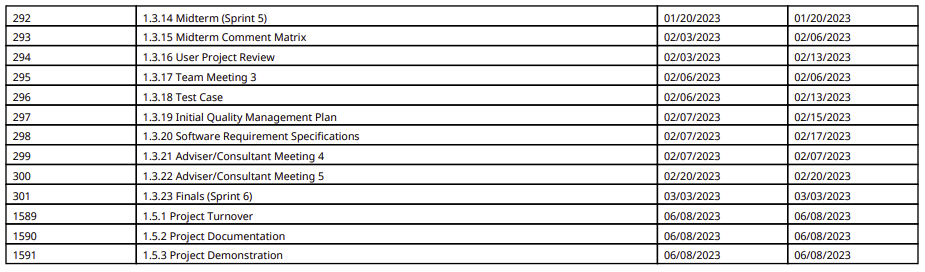 292 1.3.14 Midterm (Sprint 5) 01/20/2023 01/20/2023
293 1.3.15 Midterm Comment Matrix 02/03/2023 02/06/2023
294 1.3.16 User Project Review 02/03/2023 02/13/2023
295 1.3.17 Team Meeting 3 02/06/2023 02/06/2023
296 1.3.18 Test Case 02/06/2023 02/13/2023
297 1.3.19 Initial Quality Management Plan 02/07/2023 02/15/2023
298 1.3.20 Software Requirement Specifications 02/07/2023 02/17/2023
299 1.3.21 Adviser/Consultant Meeting 4 02/07/2023 02/07/2023
300 1.3.22 Adviser/Consultant Meeting 5 02/20/2023 02/20/2023
301 1.3.23 Finals (Sprint 6) 03/03/2023 03/03/2023
1589 1.5.1 Project Turnover 06/08/2023 06/08/2023
1590 1.5.2 Project Documentation 06/08/2023 06/08/2023
1591 1.5.3 Project Demonstration 06/08/2023 06/08/2023